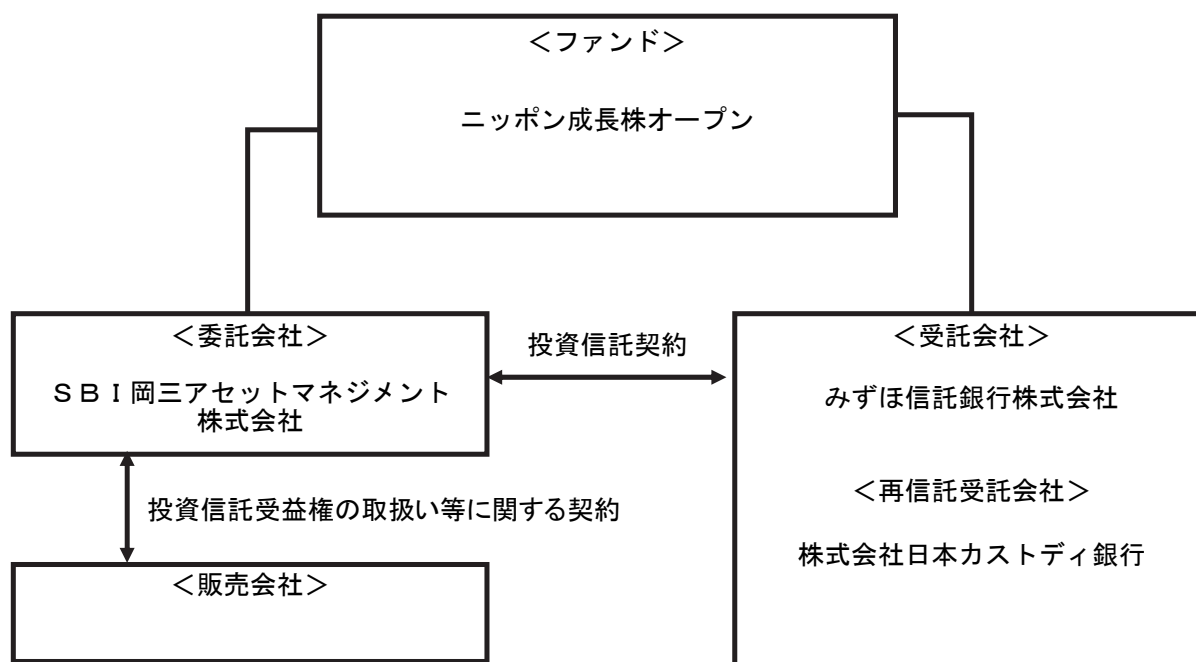 ＜ファンド＞
ニッポン成長株オープン
＜委託会社＞
ＳＢＩ岡三アセットマネジメント
株式会社
投資信託契約
＜受託会社＞
みずほ信託銀行株式会社
＜再信託受託会社＞
株式会社日本カストディ銀行
投資信託受益権の取扱い等に関する契約
＜販売会社＞